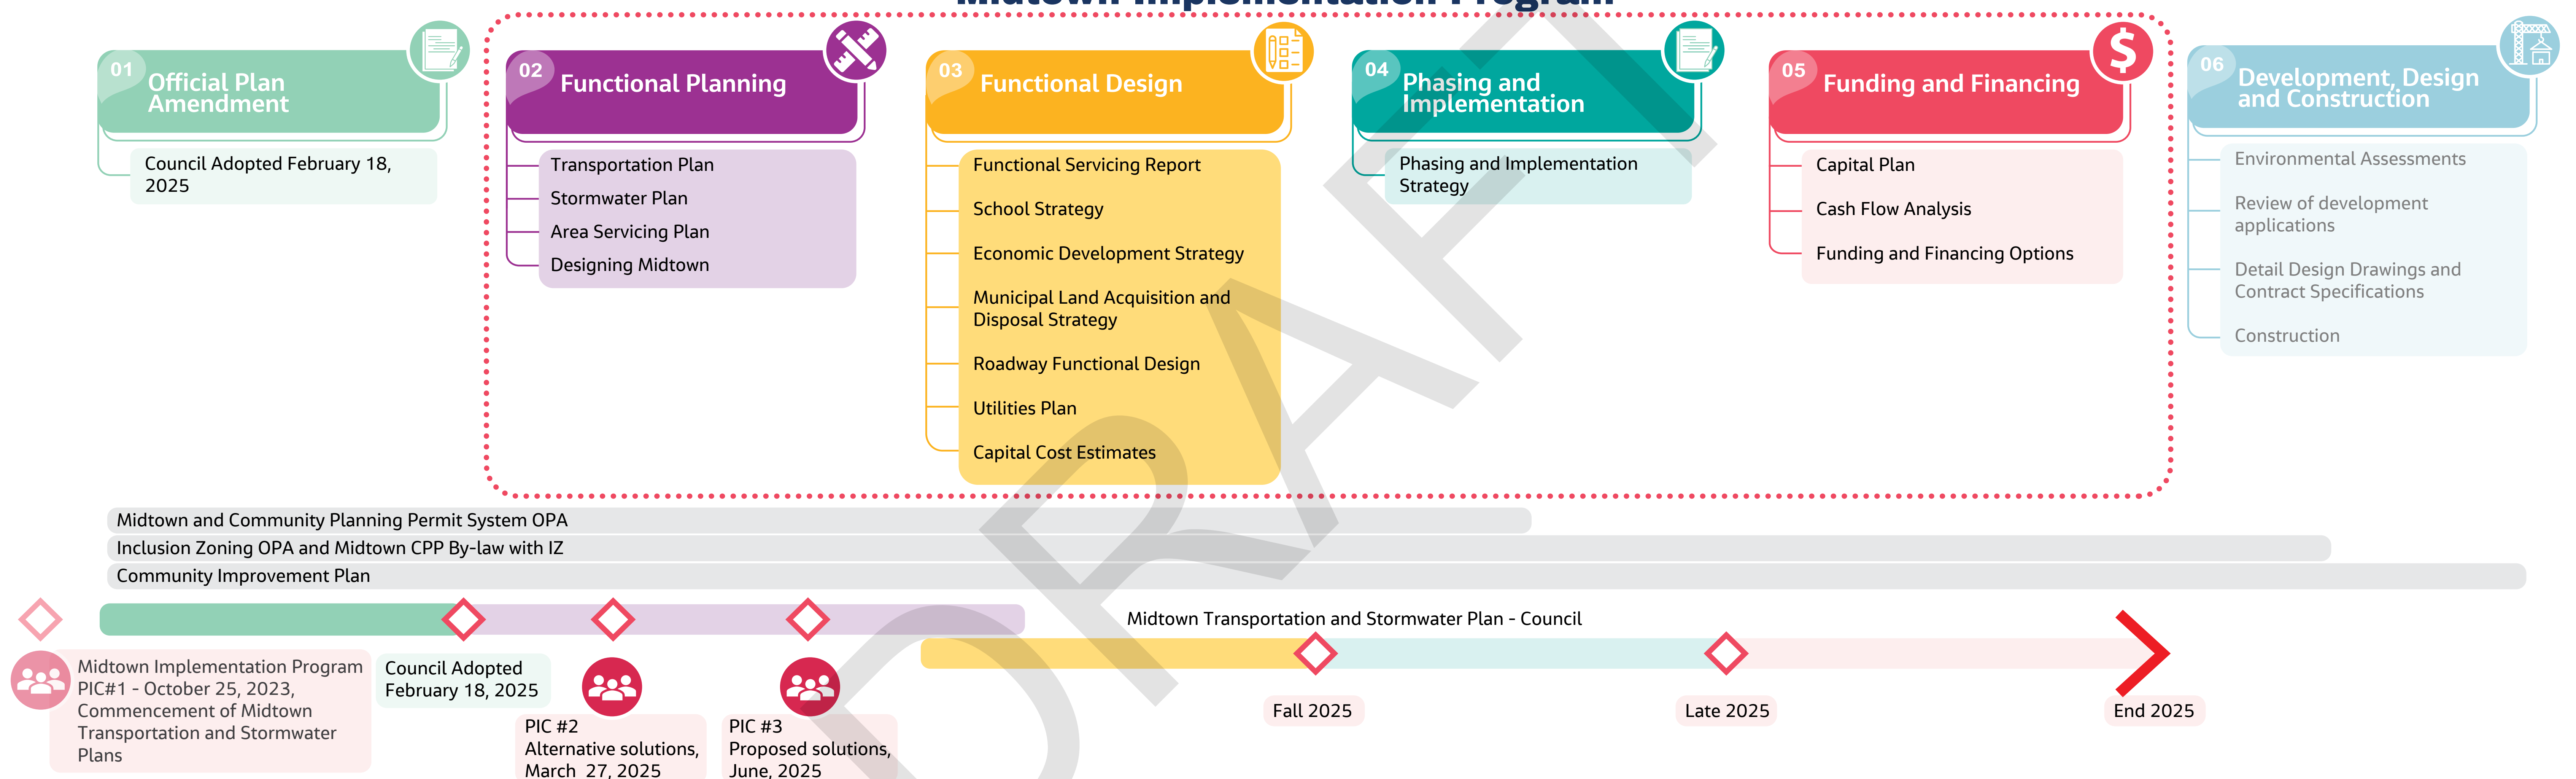 Midtown Implementation Program
01
Official Plan
Amendment
Council Adopted February 18,
2025
02
Functional Planning
Transportation Plan
Stormwater Plan
Area Servicing Plan
Designing Midtown
03
Functional Design
Functional Servicing Report
School Strategy
Economic Development Strategy
Municipal Land Acquisition and
Disposal Strategy
Roadway Functional Design
Utilities Plan
Capital Cost Estimates
04
Phasing and
Implementation
Phasing and Implementation
Strategy
05
Funding and Financing
$
Capital Plan
Cash Flow Analysis
Funding and Financing Options
06
Development, Design
and Construction
Environmental Assessments
Review of development
applications
Detail Design Drawings and
Contract Specifications
Construction
DRAFT
Midtown and Community Planning Permit System OPA
Inclusion Zoning OPA and Midtown CPP By-law with IZ
Community Improvement Plan
Midtown Transportation and Stormwater Plan - Council
Midtown Implementation Program
PIC#1 - October 25, 2023,
Commencement of Midtown
Transportation and Stormwater
Plans
Council Adopted
February 18, 2025
PIC #2
Alternative solutions,
March 27, 2025
PIC #3
Proposed solutions,
June, 2025
Fall 2025
Late 2025
End 2025